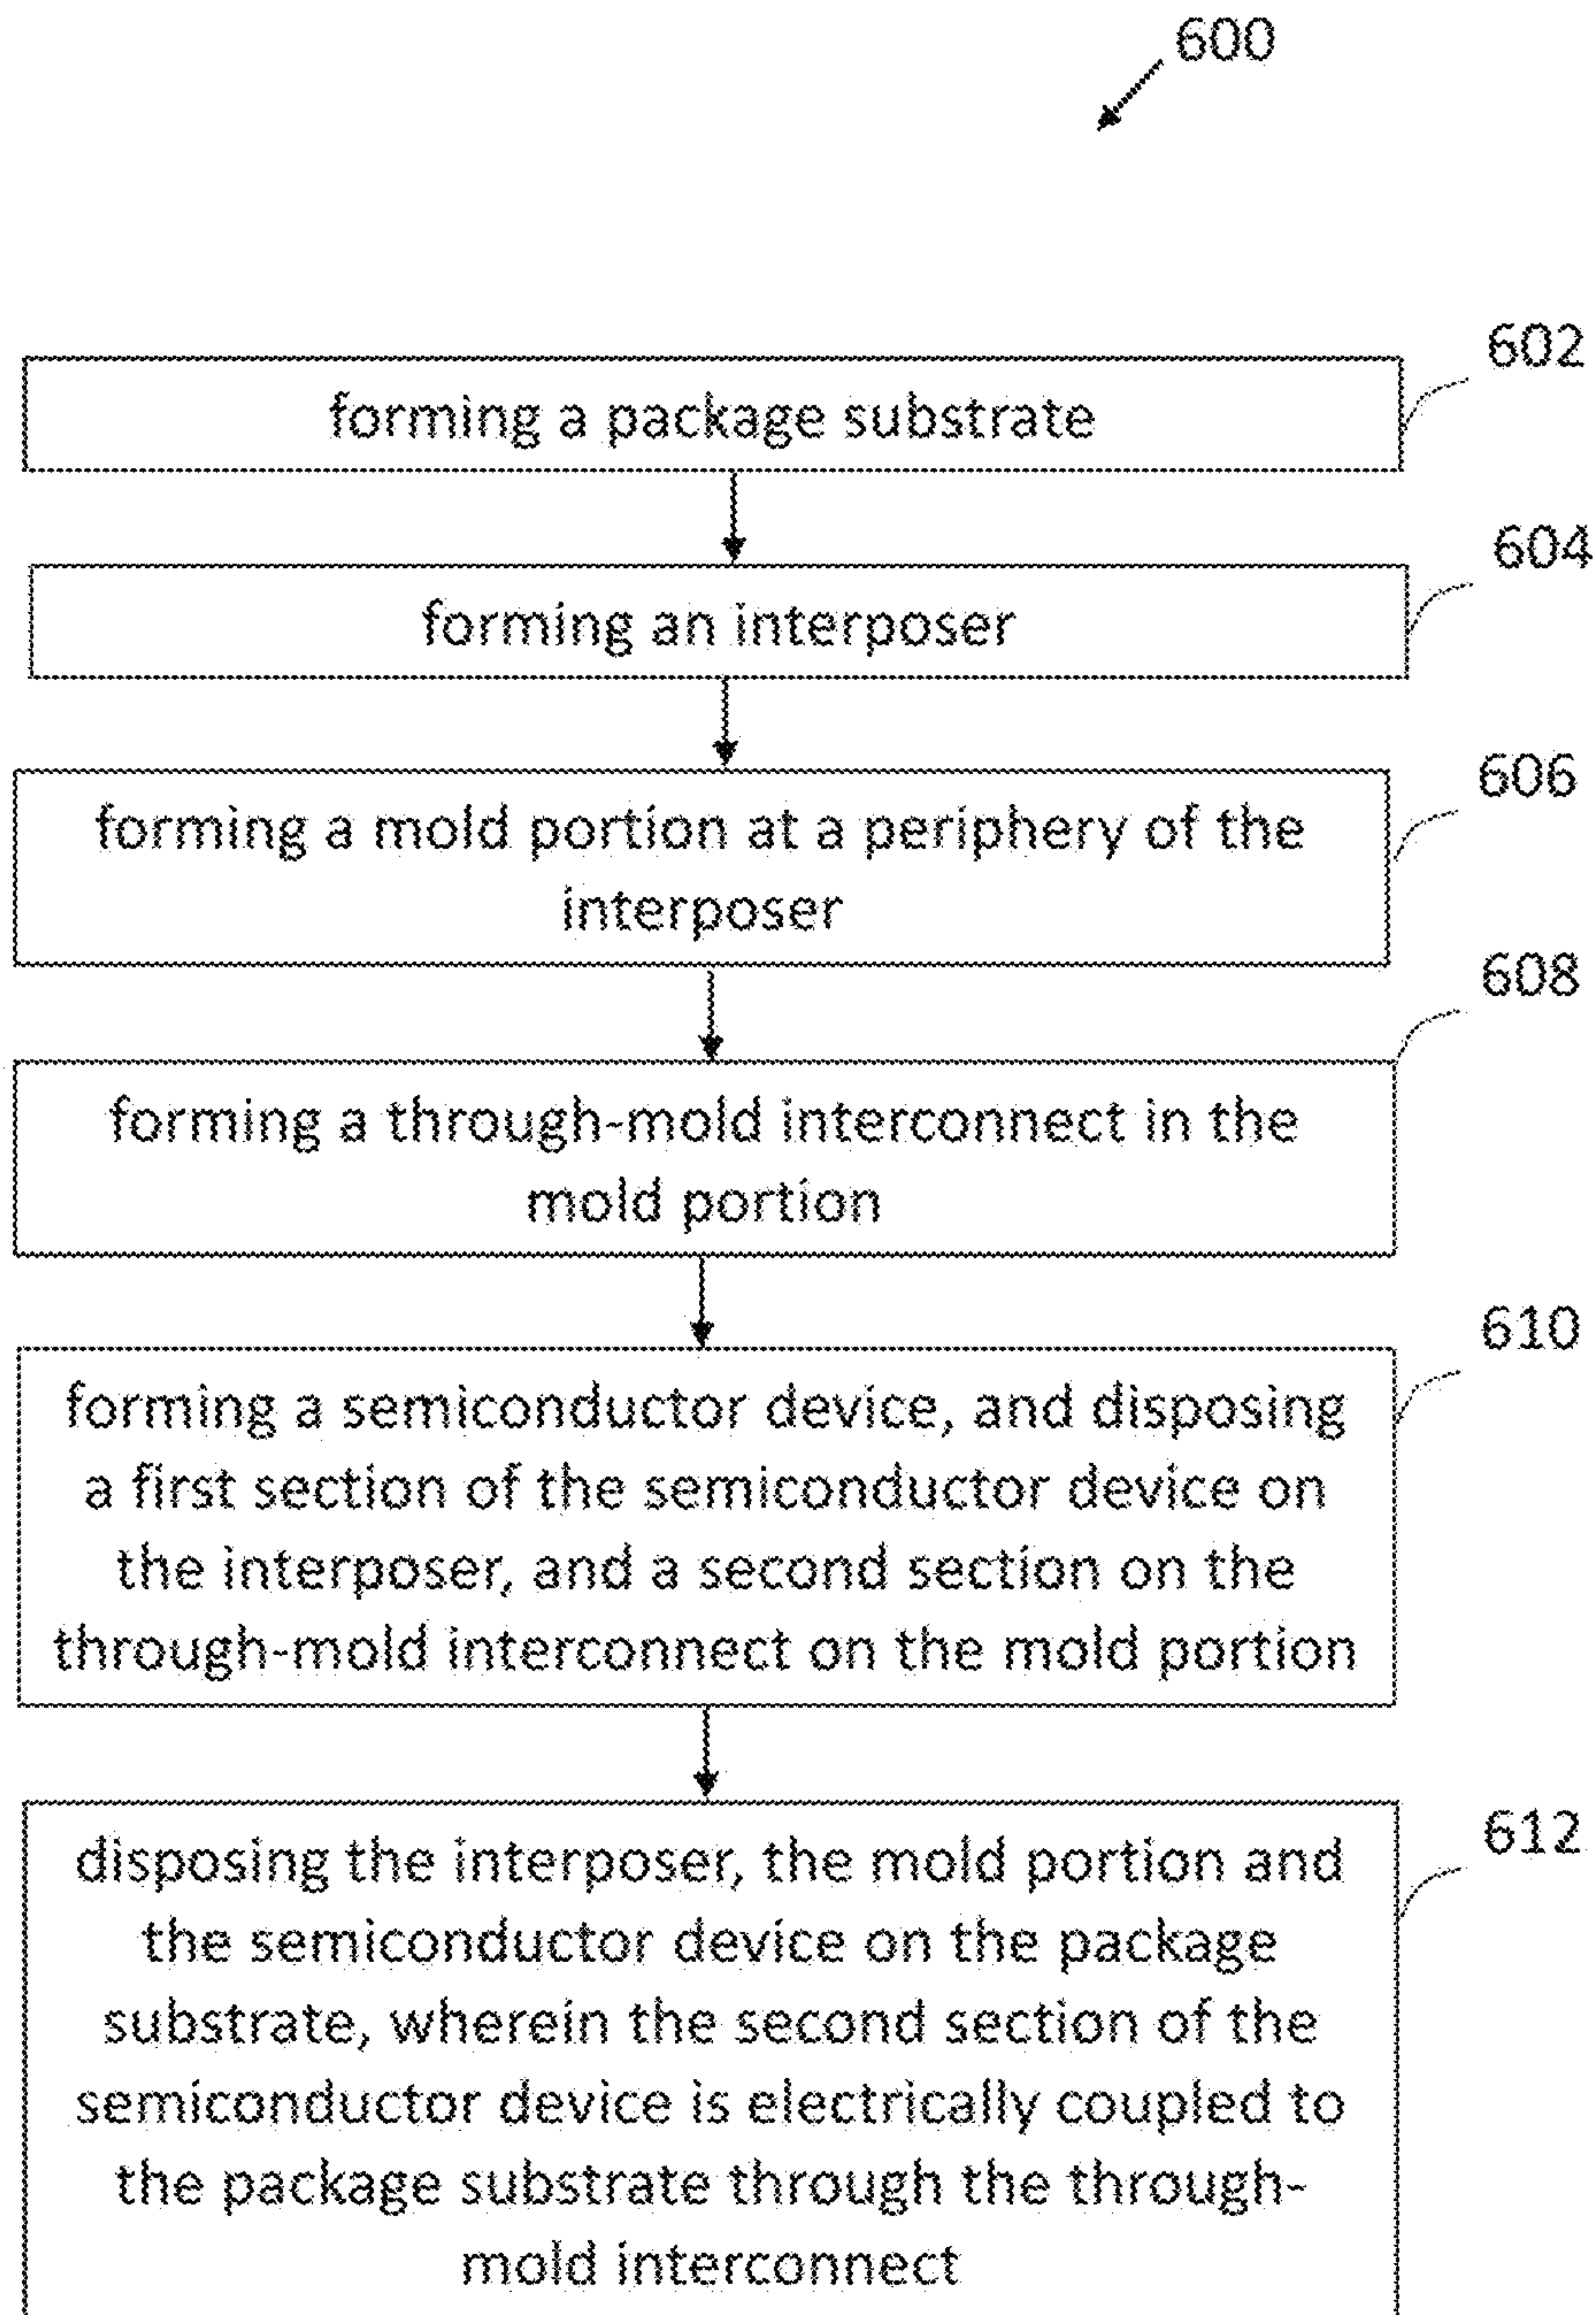 600
602
forming a package substrate
604
forming an interposer
606
forming a mold portion at a periphery of the
interposer
608
forming a through-mold interconnect in the
mold portion
610
forming a semiconductor device, and disposing
a first section of the semiconductor device on
the interposer, and a second section on the
through-mold interconnect on the mold portion
612
disposing the interposer, the mold portion and
the semiconductor device on the package
substrate, wherein the second section of the
semiconductor device is electrically coupled to
the package substrate through the through-
mold interconnect